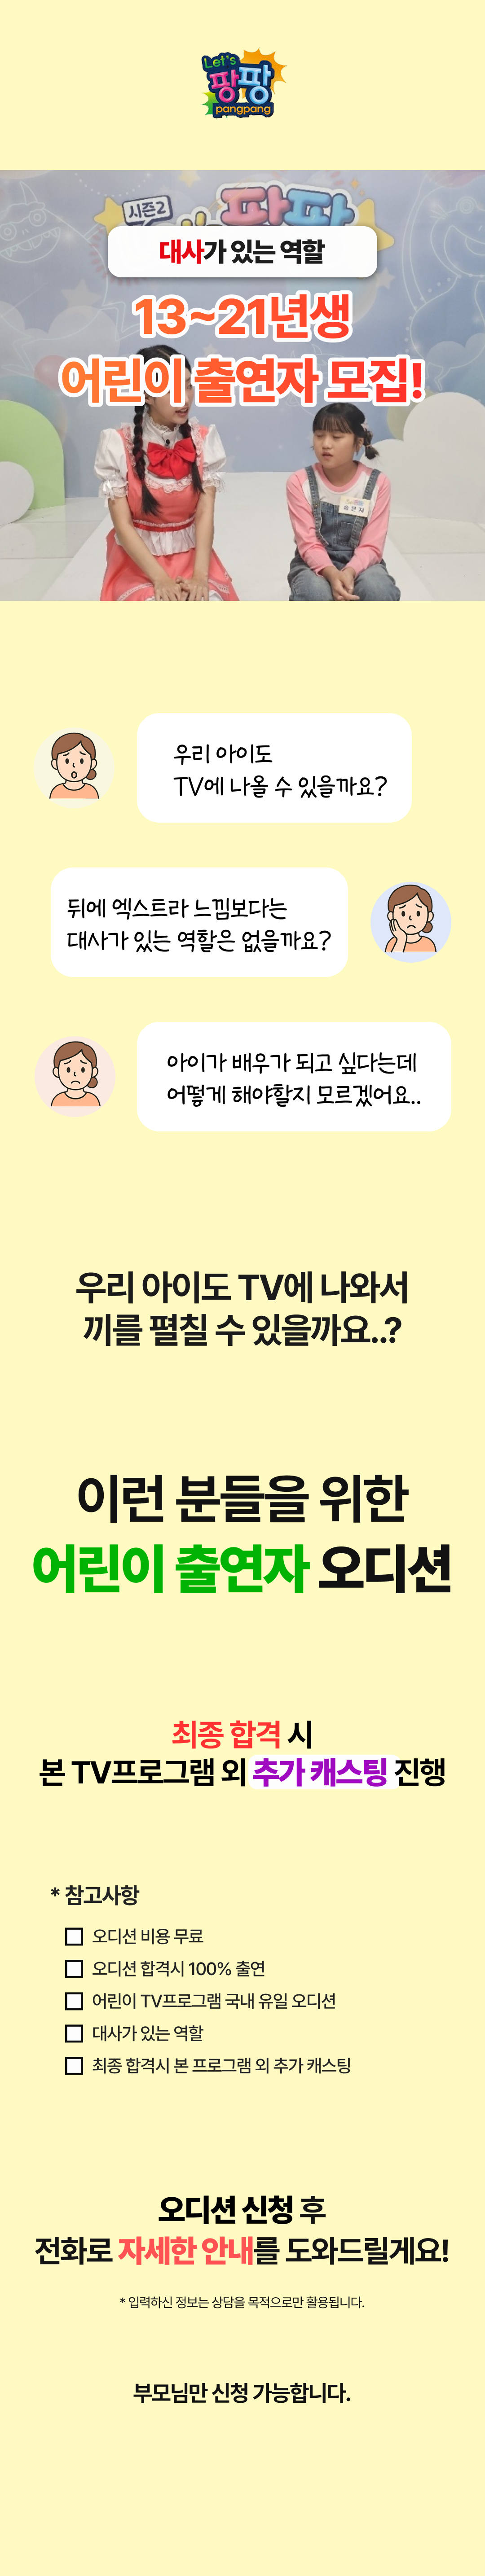 Let's
팡팡
pangpang
시즌2
팡팡
대사가 있는 역할
13~21년생
어린이 출연자 모집!
우리 아이도
TV에 나올 수 있을까요?
뒤에 엑스트라 느낌보다는
대사가 있는 역할은 없을까요?
아이가 배우가 되고 싶다는데
어떻게 해야할지 모르겠어요..
우리 아이도 TV에 나와서
끼를 펼칠 수 있을까요..?
이런 분들을 위한
어린이 출연자 오디션
최종 합격 시
본 TV프로그램 외 추가 캐스팅 진행
* 참고사항
오디션 비용 무료
오디션 합격시 100% 출연
어린이 TV프로그램 국내 유일 오디션
대사가 있는 역할
최종 합격시 본 프로그램 외 추가 캐스팅
오디션 신청 후
전화로 자세한 안내를 도와드릴게요!
* 입력하신 정보는 상담을 목적으로만 활용됩니다.
부모님만 신청 가능합니다.